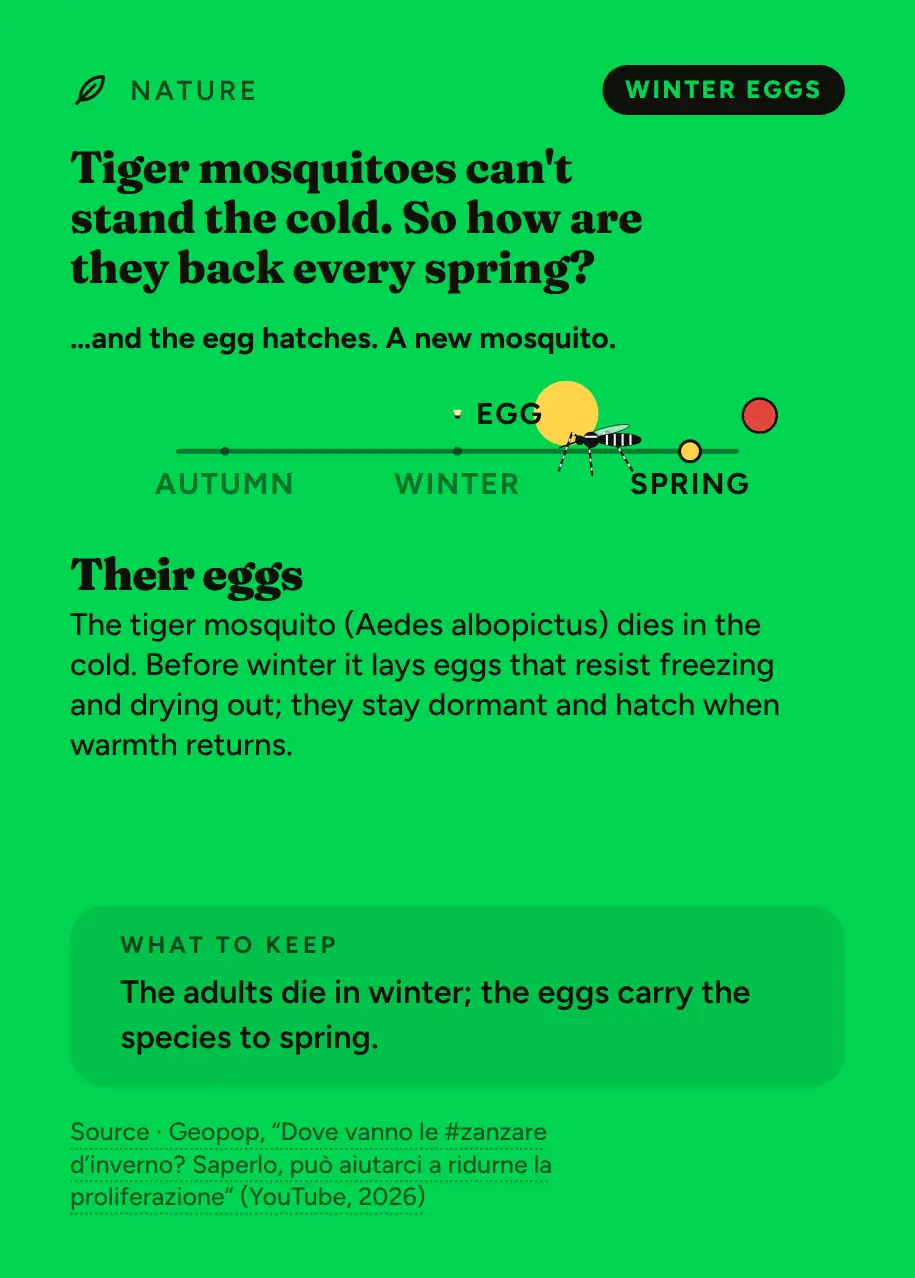 NATURE
WINTER EGGS
Tiger mosquitoes can't
stand the cold. So how are
they back every spring?
…and the egg hatches. A new mosquito.
EGG
AUTUMN
WINTER
SPRING
Their eggs
The tiger mosquito (Aedes albopictus) dies in the
cold. Before winter it lays eggs that resist freezing
and drying out; they stay dormant and hatch when
warmth returns.
WHAT TO KEEP
The adults die in winter; the eggs carry the
species to spring.
Source · Geopop, “Dove vanno le #zanzare
d’inverno? Saperlo, può aiutarci a ridurne la
proliferazione” (YouTube, 2026)